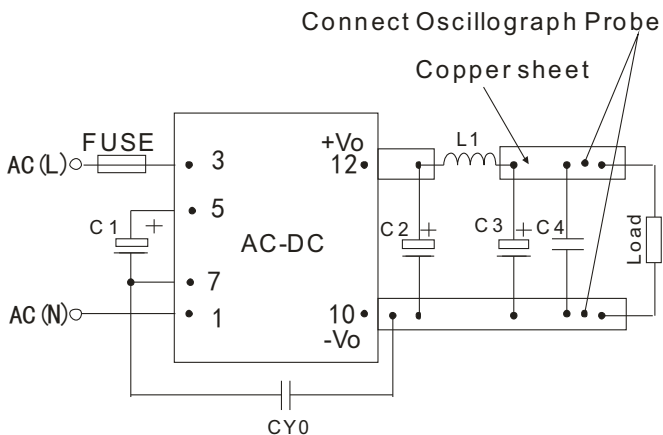 Connect Oscillograph Probe
Copper sheet
FUSE
+Vo
L1
AC(L)
3
12
5
C1
+
AC-DC
C2
+
C3
+
C4
Load
7
AC(N)
1
10
-Vo
CY0